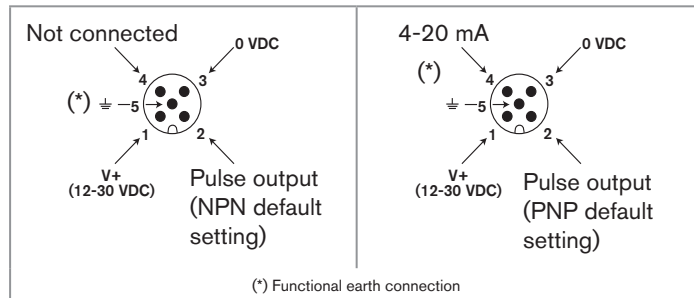 Not connected
0 VDC
4
3
(*)
5
1
2
V+
(12-30 VDC)
Pulse output
(NPN default
setting)
4-20 mA
0 VDC
(*)
4
3
5
1
2
V+
(12-30 VDC)
Pulse output
(PNP default
setting)
(*) Functional earth connection